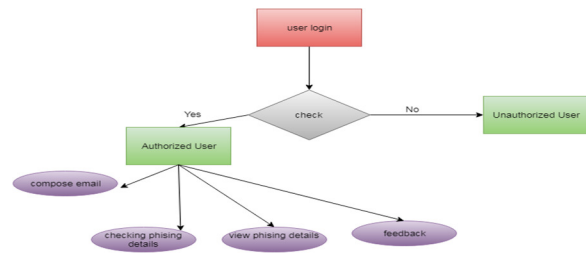 user login
check
Yes
No
Authorized User
Unauthorized User
compose email
checking phising
details
view phising details
feedback